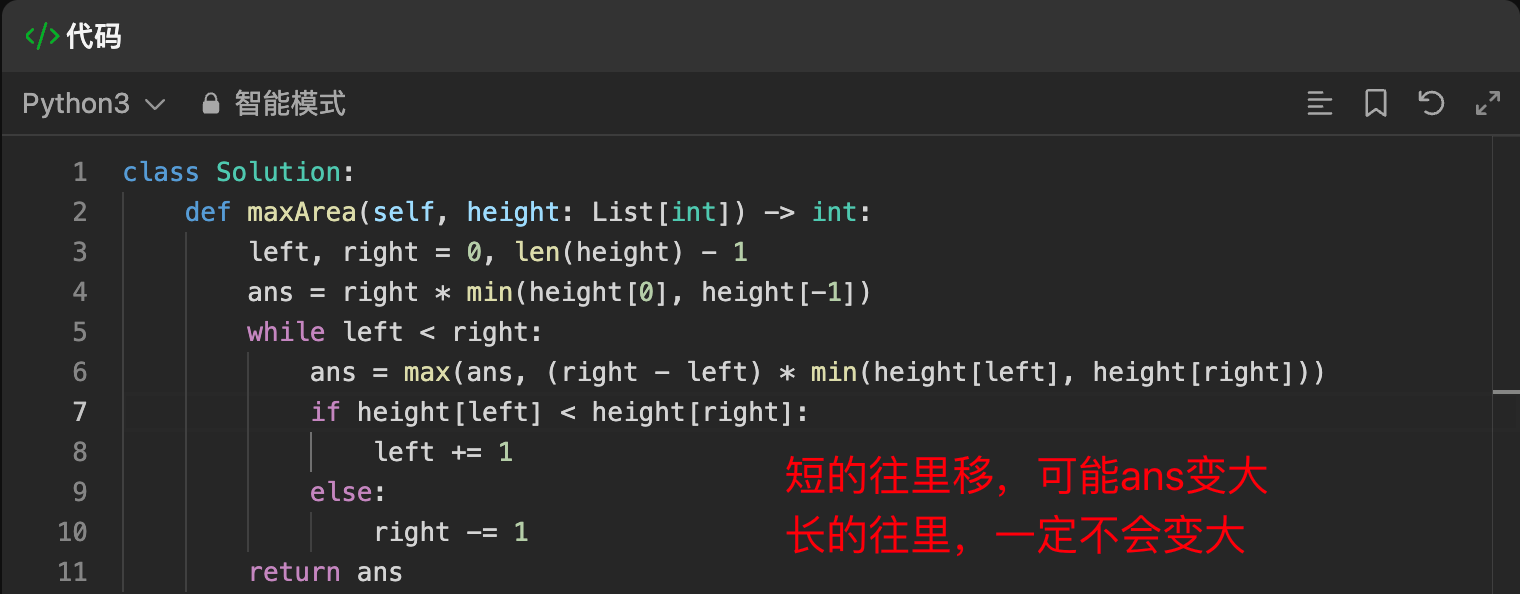 </> 代码
Python3 智能模式
1 class Solution:
2     def maxArea(self, height: List[int]) -> int:
3         left, right = 0, len(height) - 1
4         ans = right * min(height[0], height[-1])
5         while left < right:
6             ans = max(ans, (right - left) * min(height[left], height[right]))
7             if height[left] < height[right]:
8                 left += 1
短的往里移，可能ans变大
9             else:
10                 right -= 1
长的往里，一定不会变大
11         return ans